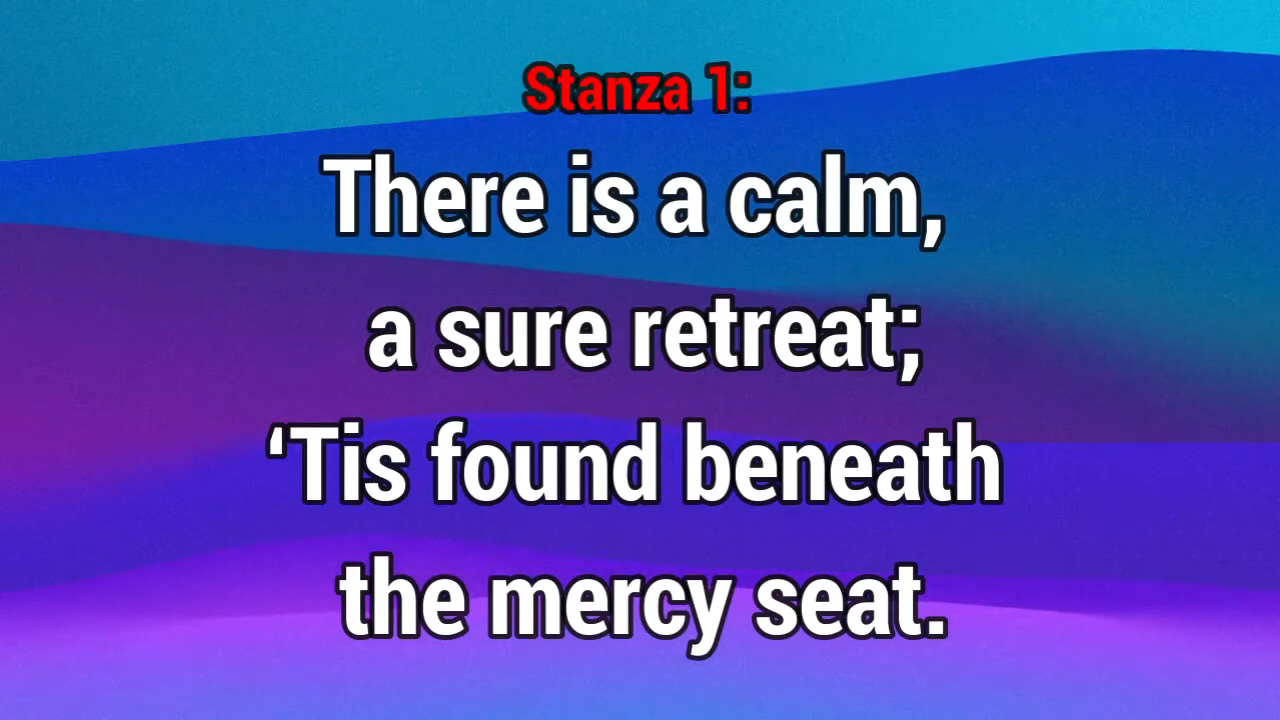 Stanza 1:
There is a calm,
a sure retreat;
‘Tis found beneath
the mercy seat.